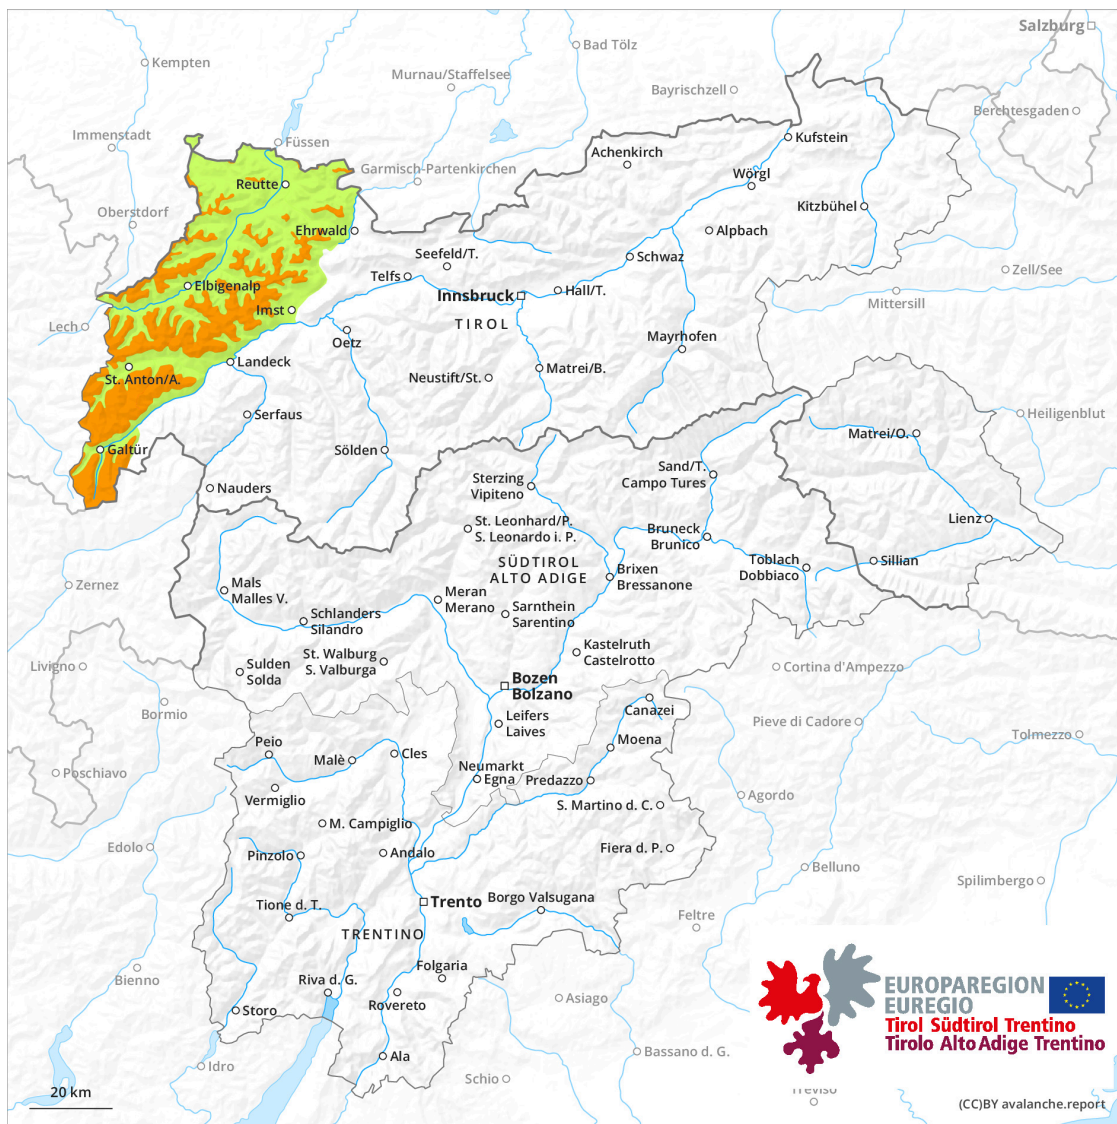 Salzburg
Bad Tölz
Kempten
Murnau/Staffelsee
Bayrischzell
Berchtesgaden
Immenstadt
Kufstein
Füssen
Achenkirch
Garmisch-Partenkirchen
Wörgl
Reutte
Kitzbühel
Oberstdorf
Ehrwald
Alpbach
Seefeld/T.
Schwaz
Telfs
Zell/See
Elbigenalp
Innsbruck
Hall/T.
Mittersill
Imst
TIROL
Lech
Oetz
Mayrhofen
Landeck
Matrei/B.
St. Anton/A.
Neustift/St.
Serfaus
Heiligenblut
Matrei/O.
Galtür
Sölden
Sand/T.
Campo Tures
Sterzing
Vipiteno
Nauders
Lienz
St. Leonhard/P.
S. Leonardo i. P.
Bruneck
Brunico
SÜDTIROL
ALTO ADIGE
Toblach
Dobbiaco
Sillian
Brixen
Bressanone
Zernez
Mals
Malles V.
Meran
Merano
Sarnthein
Sarentino
Schlanders
Silandro
Kastelruth
Castelrotto
St. Walburg
S. Valburga
Livigno
Sulden
Solda
Cortina d'Ampezzo
Bozen
Bolzano
Canazei
Bormio
Leifers
Laives
Pieve di Cadore
Tolmezzo
Peio
Moena
Malè
Cles
Neumarkt
Egna
Predazzo
Poschiavo
Vermiglio
Agordo
S. Martino d. C.
M. Campiglio
Edolo
Pinzolo
Andalo
Fiera d. P.
Belluno
Spilimbergo
Trento
Borgo Valsugana
Tione d. T.
Feltre
TRENTINO
Folgaria
Bienno
Riva d. G.
Rovereto
Asiago
Storo
EUROPAREGION
EUREGIO
Tirol Südtirol Trentino
Tirolo Alto Adige Trentino
Ala
Bassano d. G.
Idro
Schio
Treviso
20 km
(CC)BY avalanche.report